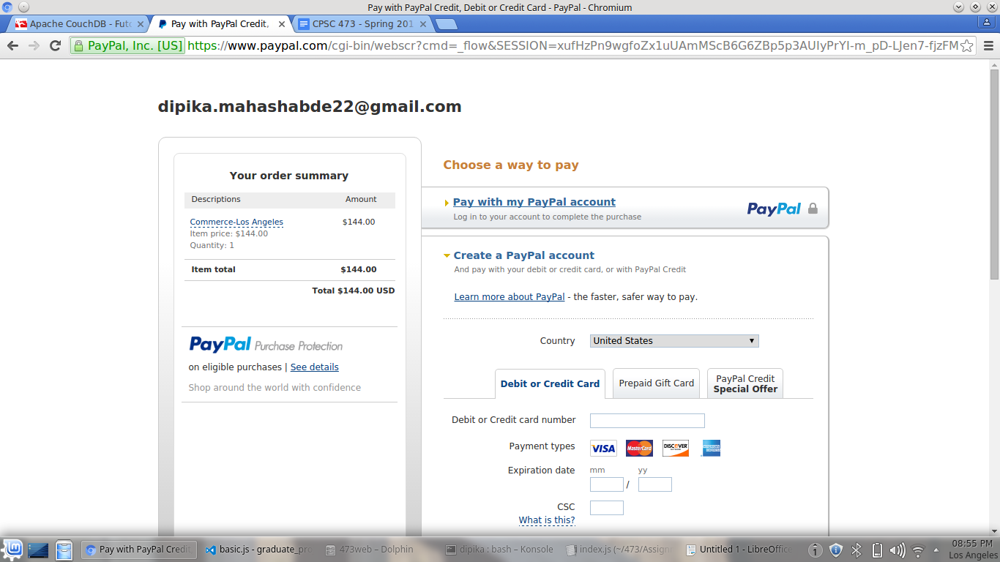 Pay with PayPal Credit, Debit or Credit Card - PayPal - Chromium
Apache CouchDB - Fut
Pay with PayPal Credit,
CPSC 473 - Spring 201
PayPal, Inc. [US] https://www.paypal.com/cgi-bin/webscr?cmd=_flow&SESSION=xufHzPn9wgfoZx1uUAmMScB6G6ZBp5p3AUIyPrYI-m_pD-LJen7-fjzFM
dipika.mahashabde22@gmail.com
Your order summary
Descriptions Amount
Commerce-Los Angeles $144.00
Item price: $144.00
Quantity: 1
Item total $144.00
Total $144.00 USD
PayPal Purchase Protection
on eligible purchases | See details
Shop around the world with confidence
Choose a way to pay
Pay with my PayPal account
Log in to your account to complete the purchase
PayPal
Create a PayPal account
And pay with your debit or credit card, or with PayPal Credit
Learn more about PayPal - the faster, safer way to pay.
Country United States
Debit or Credit Card
Prepaid Gift Card
PayPal Credit
Special Offer
Debit or Credit card number
Payment types VISA MasterCard DISCOVER
Expiration date mm yy
/
CSC
What is this?
Pay with PayPal Credit,
basic.js - graduate_pro
473web – Dolphin
dipika : bash – Konsole
index.js (~/473/Assign
Untitled 1 - LibreOffice
1
08:55 PM
Los Angeles